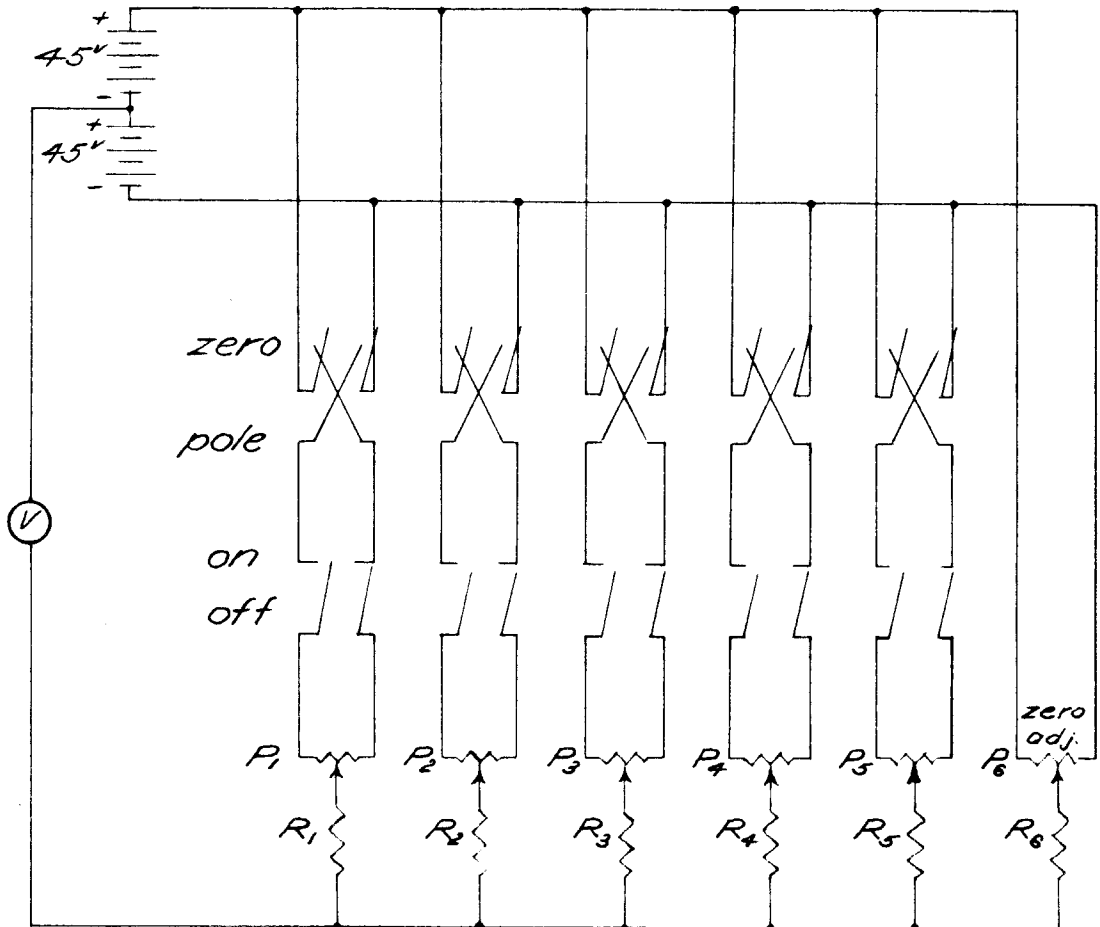 +
45v
-
+
45v
-
zero
pole
V
on
off
zero
adj.
P1 P2 P3 P4 P5 P6
R1 R2 R3 R4 R5 R6